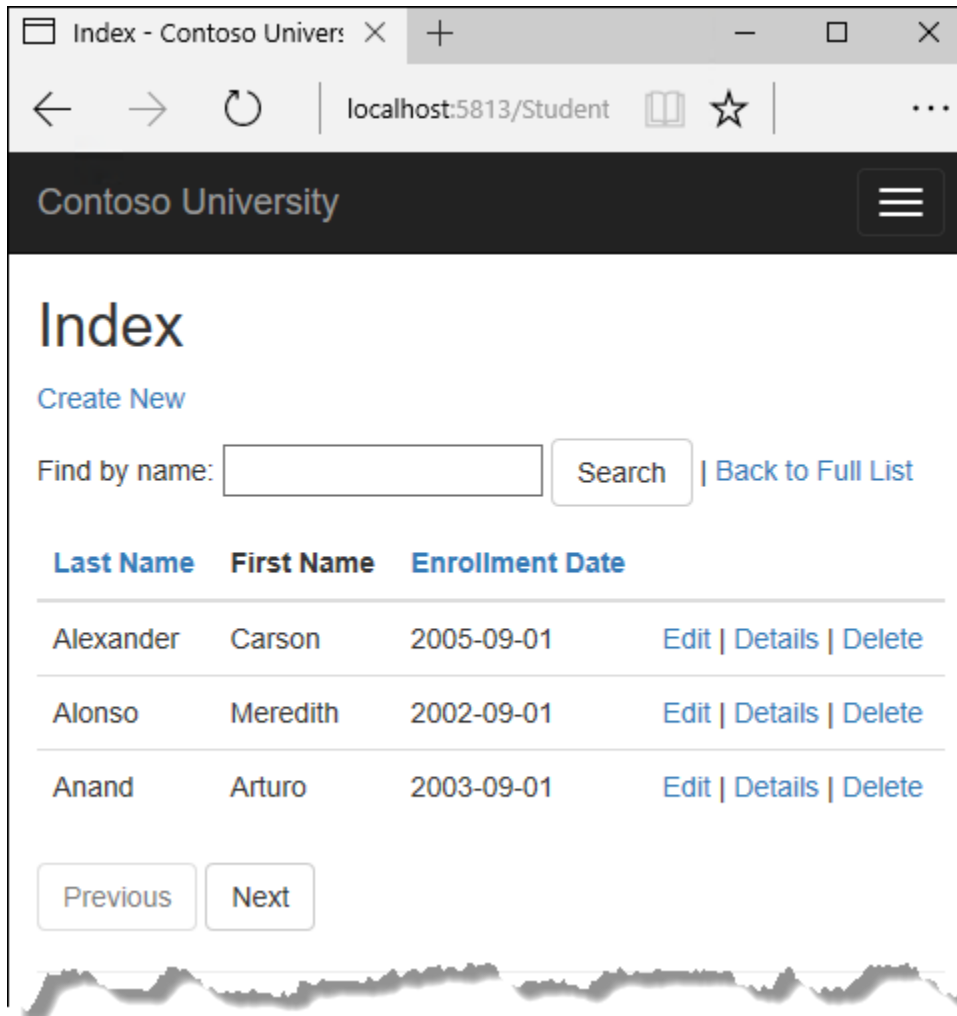 Index - Contoso Univers
localhost:5813/Student
Contoso University
Index
Create New
Find by name: Search | Back to Full List
Last Name First Name Enrollment Date
Alexander Carson 2005-09-01 Edit | Details | Delete
Alonso Meredith 2002-09-01 Edit | Details | Delete
Anand Arturo 2003-09-01 Edit | Details | Delete
Previous Next